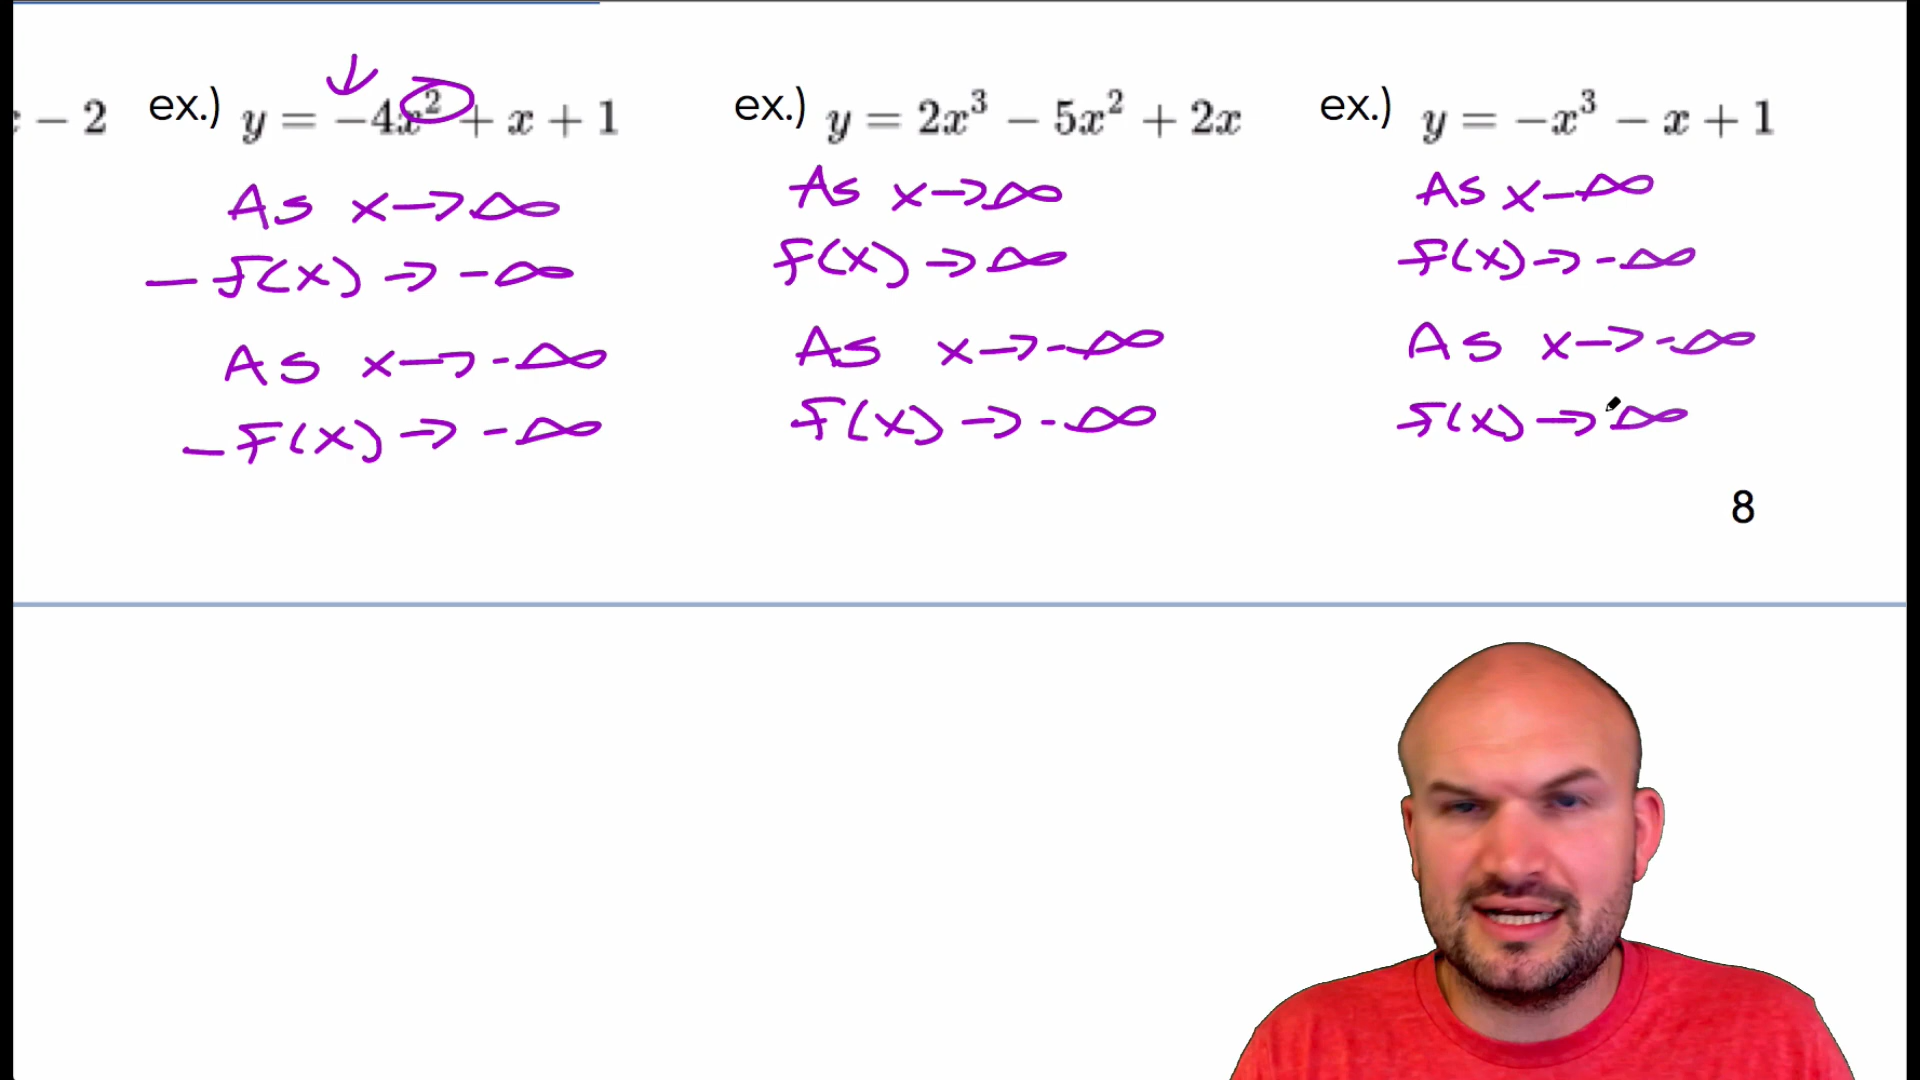 − 2
ex.) y = −4x² + x + 1
As x→∞
− f(x) → -∞
As x→ -∞
− f(x) → -∞
ex.) y = 2x³ − 5x² + 2x
As x→∞
f(x) → ∞
As x→ -∞
f(x) → -∞
ex.) y = −x³ − x + 1
As x–∞
f(x) → -∞
As x→ -∞
f(x) → ∞
8